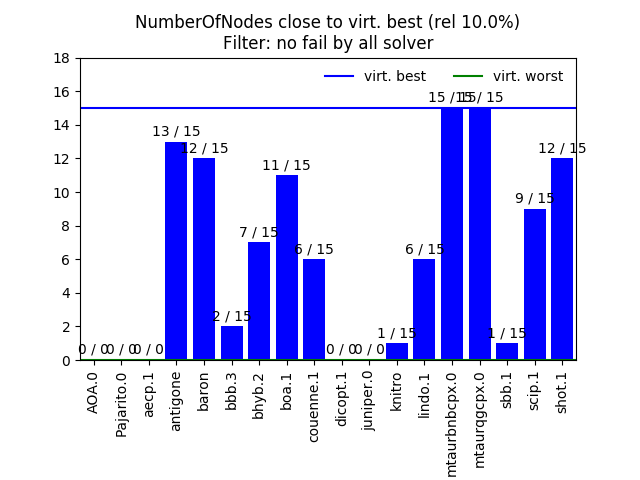 NumberOfNodes close to virt. best (rel 10.0%)
Filter: no fail by all solver
virt. best
virt. worst
18
16
14
12
10
8
6
4
2
0
0 / 0
0 / 0
0 / 0
13 / 15
12 / 15
2 / 15
7 / 15
11 / 15
6 / 15
0 / 0
0 / 0
1 / 15
6 / 15
15 / 15
15 / 15
1 / 15
9 / 15
12 / 15
AOA.0
Pajarito.0
aecp.1
antigone
baron
bbb.3
bhyb.2
boa.1
couenne.1
dicopt.1
juniper.0
knitro
lindo.1
mtaurbnbcpx.0
mtaurqgcpx.0
sbb.1
scip.1
shot.1